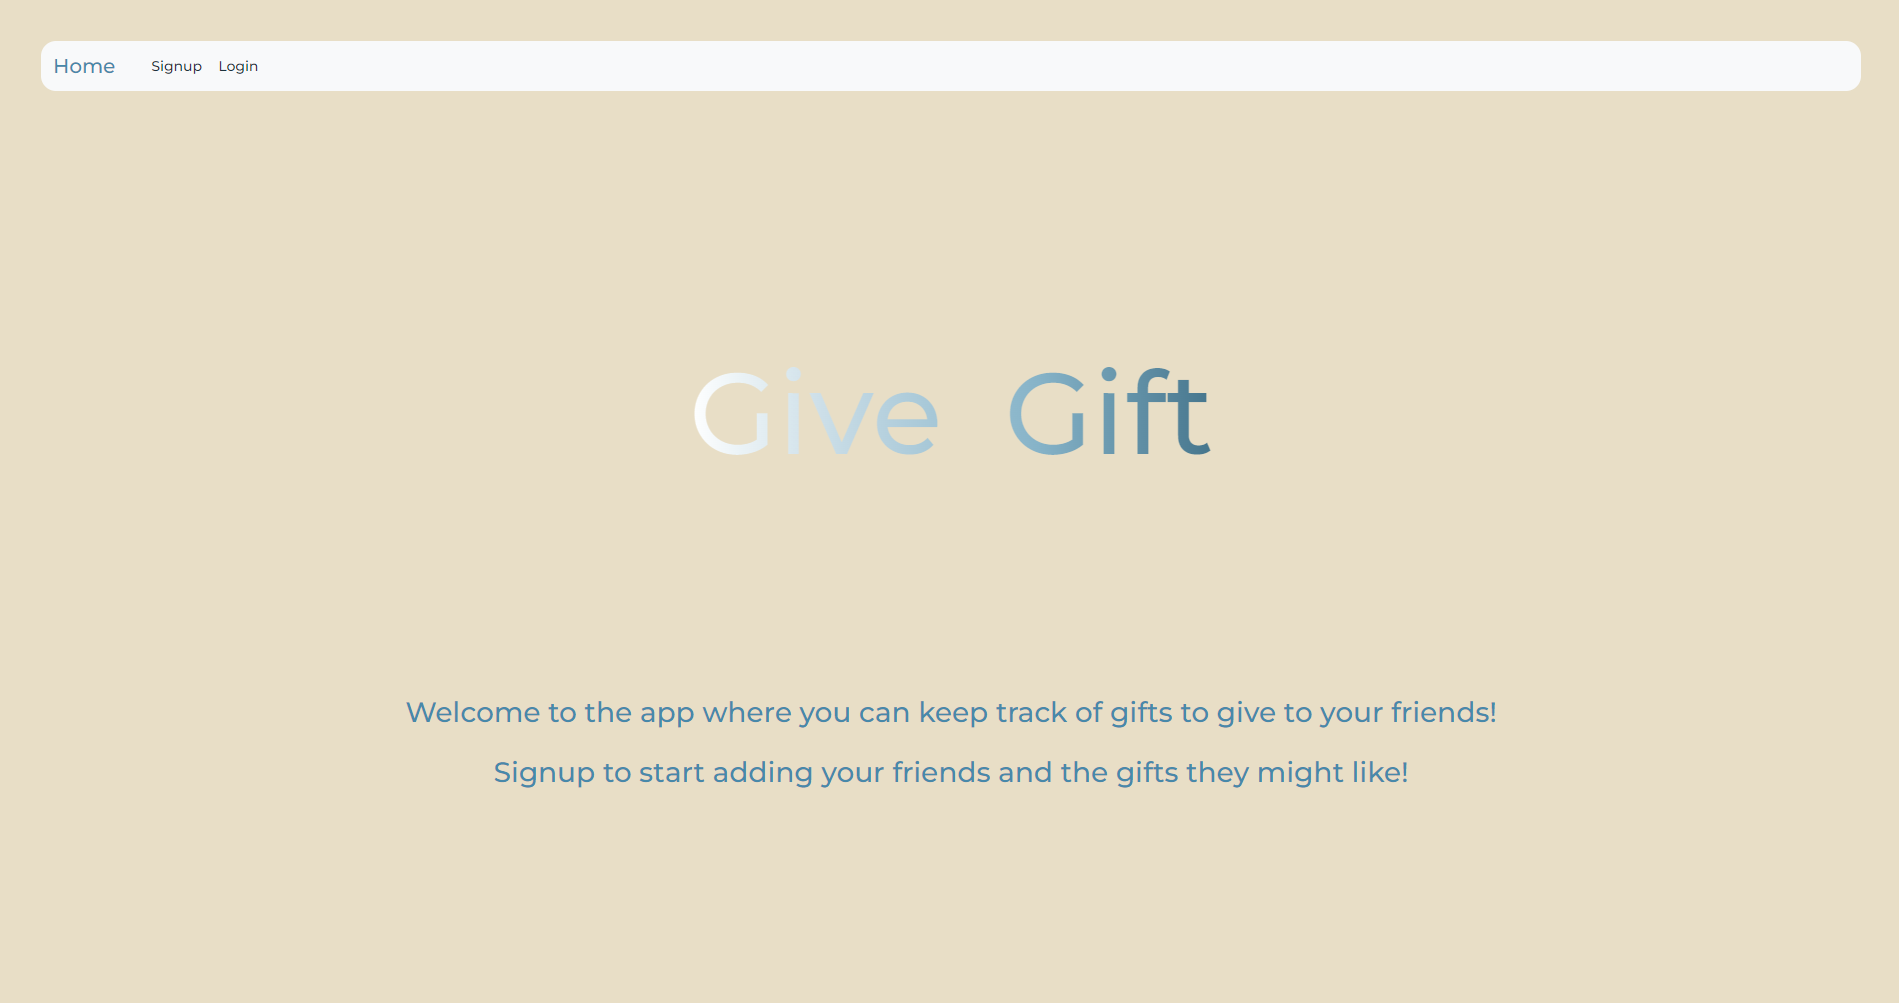 Home Signup Login
Give Gift
Welcome to the app where you can keep track of gifts to give to your friends!
Signup to start adding your friends and the gifts they might like!